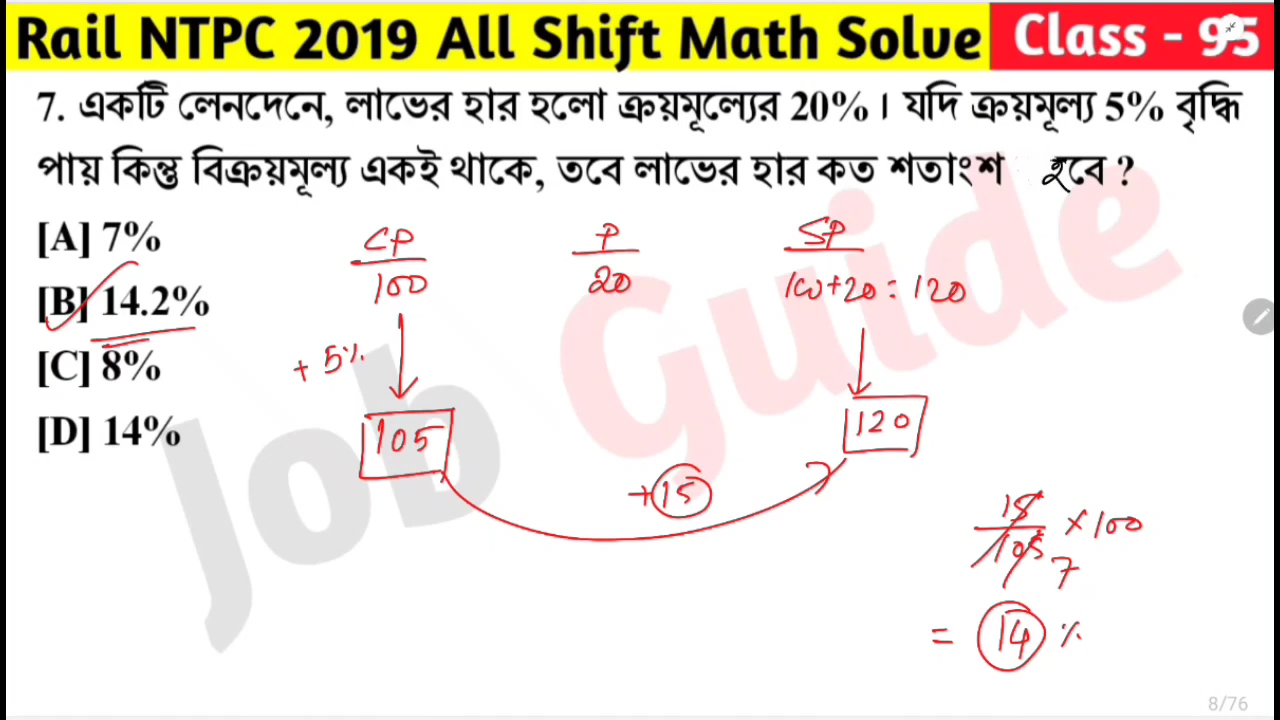 Rail NTPC 2019 All Shift Math Solve Class - 95
7. একটি লেনদেনে, লাভের হার হলো ক্রয়মূল্যের 20%। যদি ক্রয়মূল্য 5% বৃদ্ধি
পায় কিন্তু বিক্রয়মূল্য একই থাকে, তবে লাভের হার কত শতাংশ হবে ?
[A] 7%
[B] 14.2%
[C] 8%
[D] 14%
CP P SP
100 20 100+20 = 120
+ 5%
105 120
+15
15/105 × 100
7
= 14 %
Job Guide
8/76